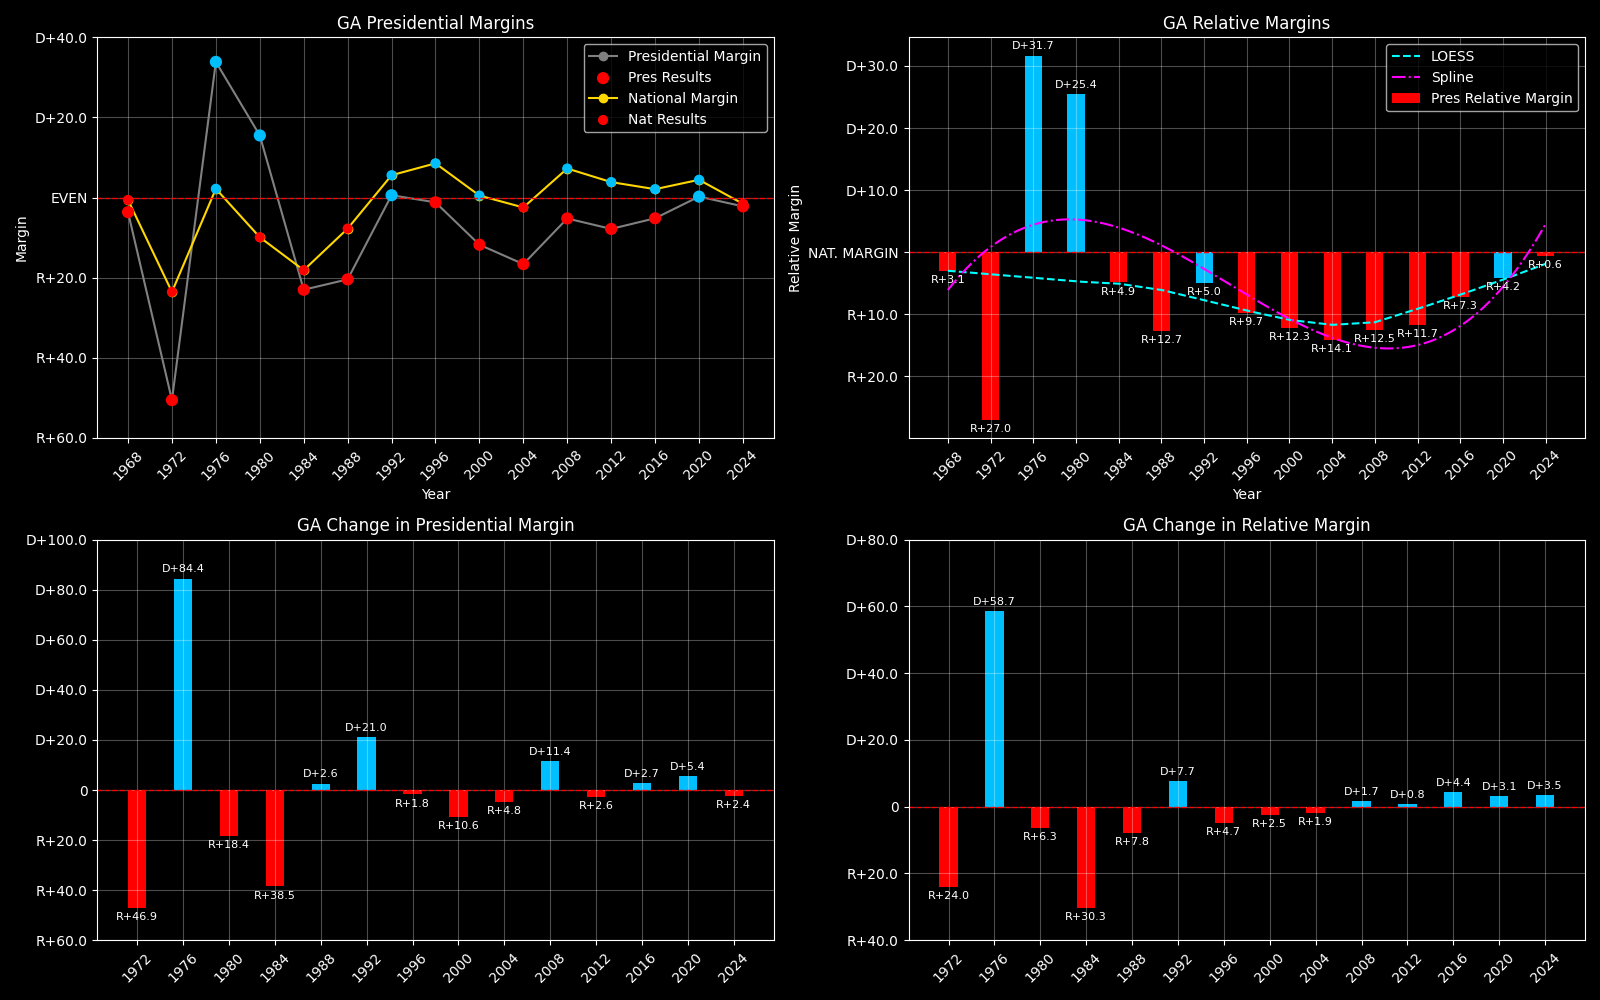 GA Presidential Margins
D+40.0
D+20.0
EVEN
R+20.0
R+40.0
R+60.0
Margin
Presidential Margin
Pres Results
National Margin
Nat Results
1968 1972 1976 1980 1984 1988 1992 1996 2000 2004 2008 2012 2016 2020 2024
Year
GA Relative Margins
D+30.0
D+20.0
D+10.0
NAT. MARGIN
R+10.0
R+20.0
Relative Margin
LOESS
Spline
Pres Relative Margin
R+3.1
R+27.0
D+31.7
D+25.4
R+4.9
R+12.7
R+5.0
R+9.7
R+12.3
R+14.1
R+12.5
R+11.7
R+7.3
R+4.2
R+0.6
1968 1972 1976 1980 1984 1988 1992 1996 2000 2004 2008 2012 2016 2020 2024
Year
GA Change in Presidential Margin
D+100.0
D+80.0
D+60.0
D+40.0
D+20.0
0
R+20.0
R+40.0
R+60.0
R+46.9
D+84.4
R+18.4
R+38.5
D+2.6
D+21.0
R+1.8
R+10.6
R+4.8
D+11.4
R+2.6
D+2.7
D+5.4
R+2.4
1972 1976 1980 1984 1988 1992 1996 2000 2004 2008 2012 2016 2020 2024
GA Change in Relative Margin
D+80.0
D+60.0
D+40.0
D+20.0
0
R+20.0
R+40.0
R+24.0
D+58.7
R+6.3
R+30.3
R+7.8
D+7.7
R+4.7
R+2.5
R+1.9
D+1.7
D+0.8
D+4.4
D+3.1
D+3.5
1972 1976 1980 1984 1988 1992 1996 2000 2004 2008 2012 2016 2020 2024